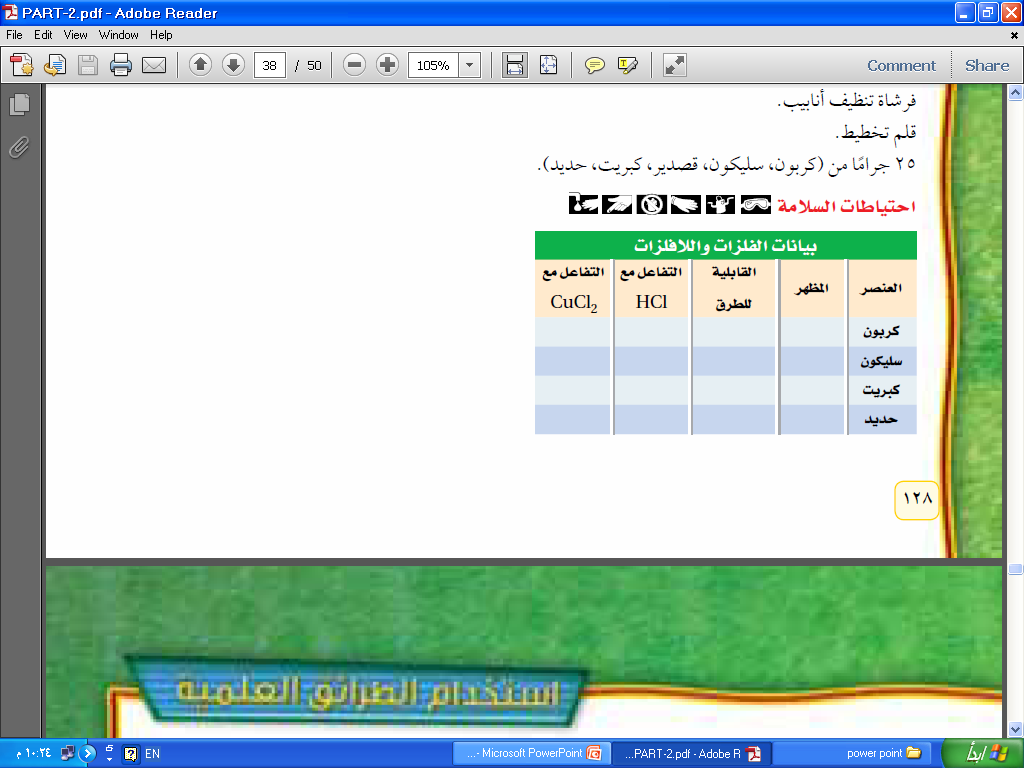 PART-2.pdf - Adobe Reader
File Edit View Window Help
38 / 50 105% Comment Share
فرشاة تنظيف أنابيب.
قلم تخطيط.
٢٥ جرامًا من (كربون، سليكون، قصدير، كبريت، حديد).
احتياطات السلامة
بيانات الفلزات واللافلزات
العنصر المظهر القابلية للطرق التفاعل مع HCl التفاعل مع CuCl₂
كربون
سليكون
كبريت
حديد
١٢٨
استخدام الطرائق العلمية
ابدأ power point ...PART-2.pdf - Adobe R ...- Microsoft PowerPoint EN ١٠:٢٤ م